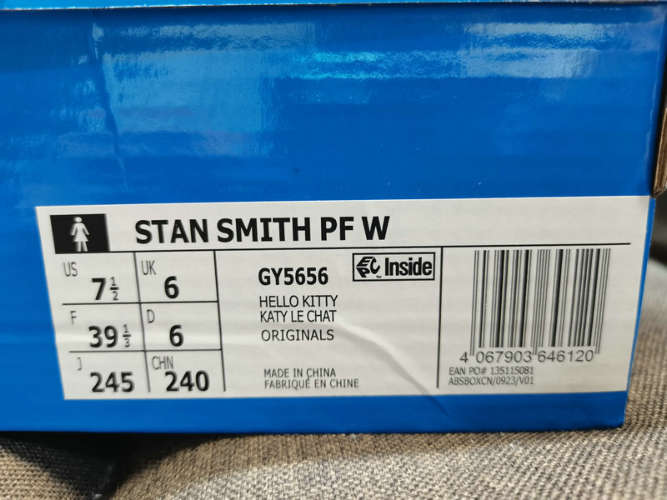 STAN SMITH PF W
US 7½ UK 6
F 39⅓ D 6
J 245 CHN 240
GY5656
Inside
HELLO KITTY
KATY LE CHAT
ORIGINALS
MADE IN CHINA
FABRIQUÉ EN CHINE
4 067903 646120
EAN PO# 135115081
ABSBOXCN/0923/V01